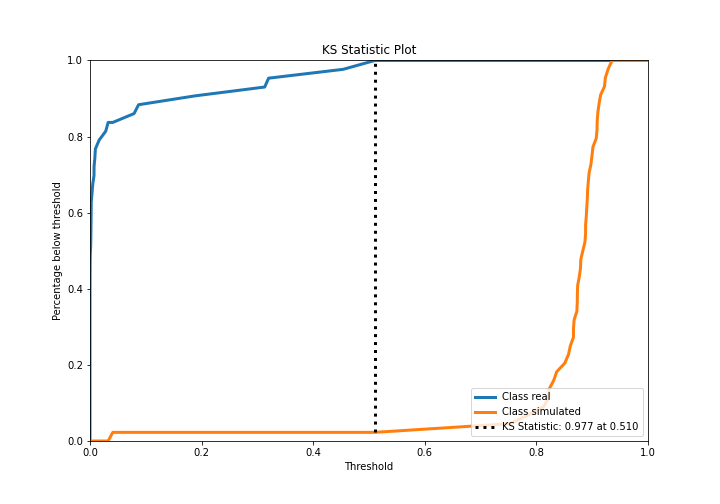 KS Statistic Plot
1.0
0.8
0.6
0.4
0.2
0.0
Percentage below threshold
0.0 0.2 0.4 0.6 0.8 1.0
Threshold
Class real
Class simulated
KS Statistic: 0.977 at 0.510